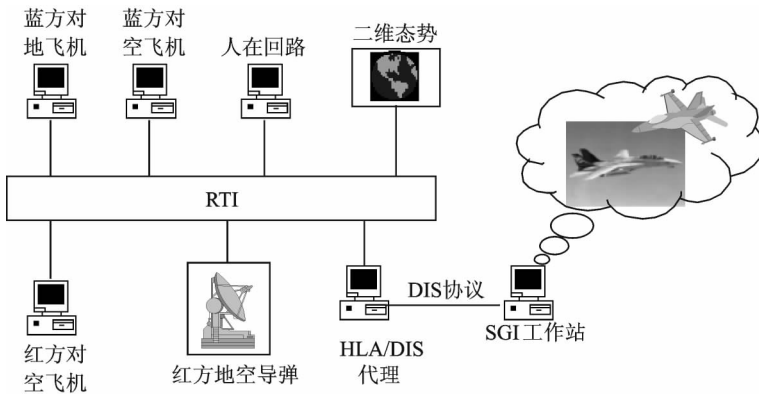 蓝方对
地飞机
蓝方对
空飞机
人在回路
二维态势
RTI
红方对
空飞机
红方地空导弹
HLA/DIS
代理
DIS协议
SGI工作站